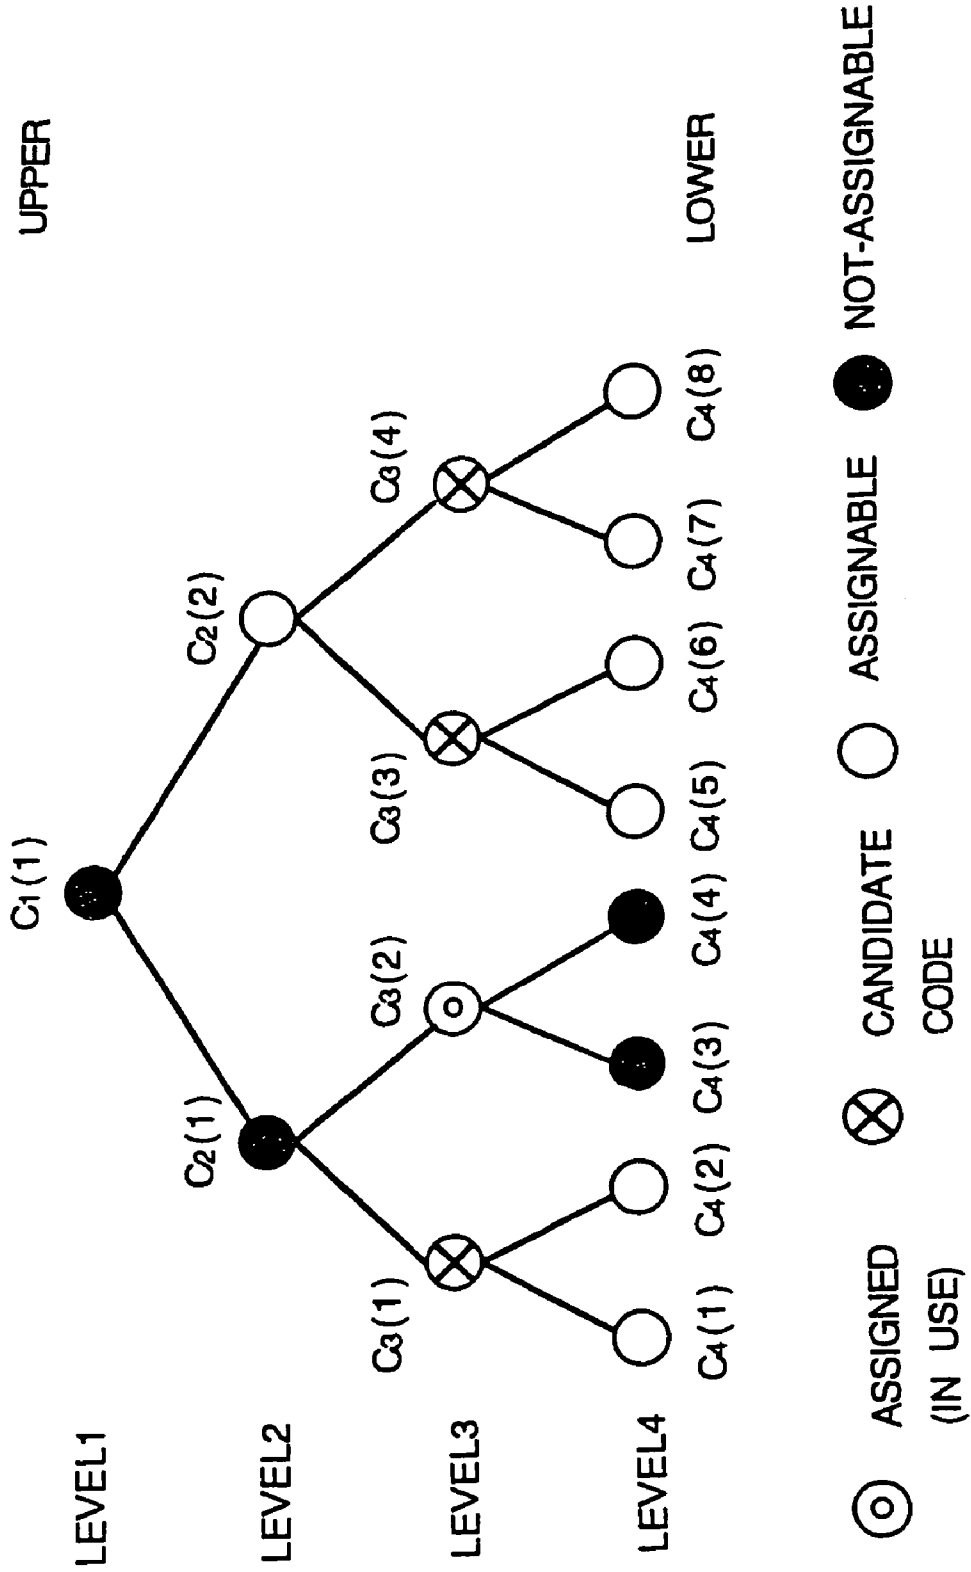 UPPER
LEVEL1
C1(1)
LEVEL2
C2(1)
C2(2)
LEVEL3
C3(1)
C3(2)
C3(3)
C3(4)
LEVEL4
C4(1)
C4(2)
C4(3)
C4(4)
C4(5)
C4(6)
C4(7)
C4(8)
LOWER
ASSIGNED
(IN USE)
CANDIDATE
CODE
ASSIGNABLE
NOT-ASSIGNABLE